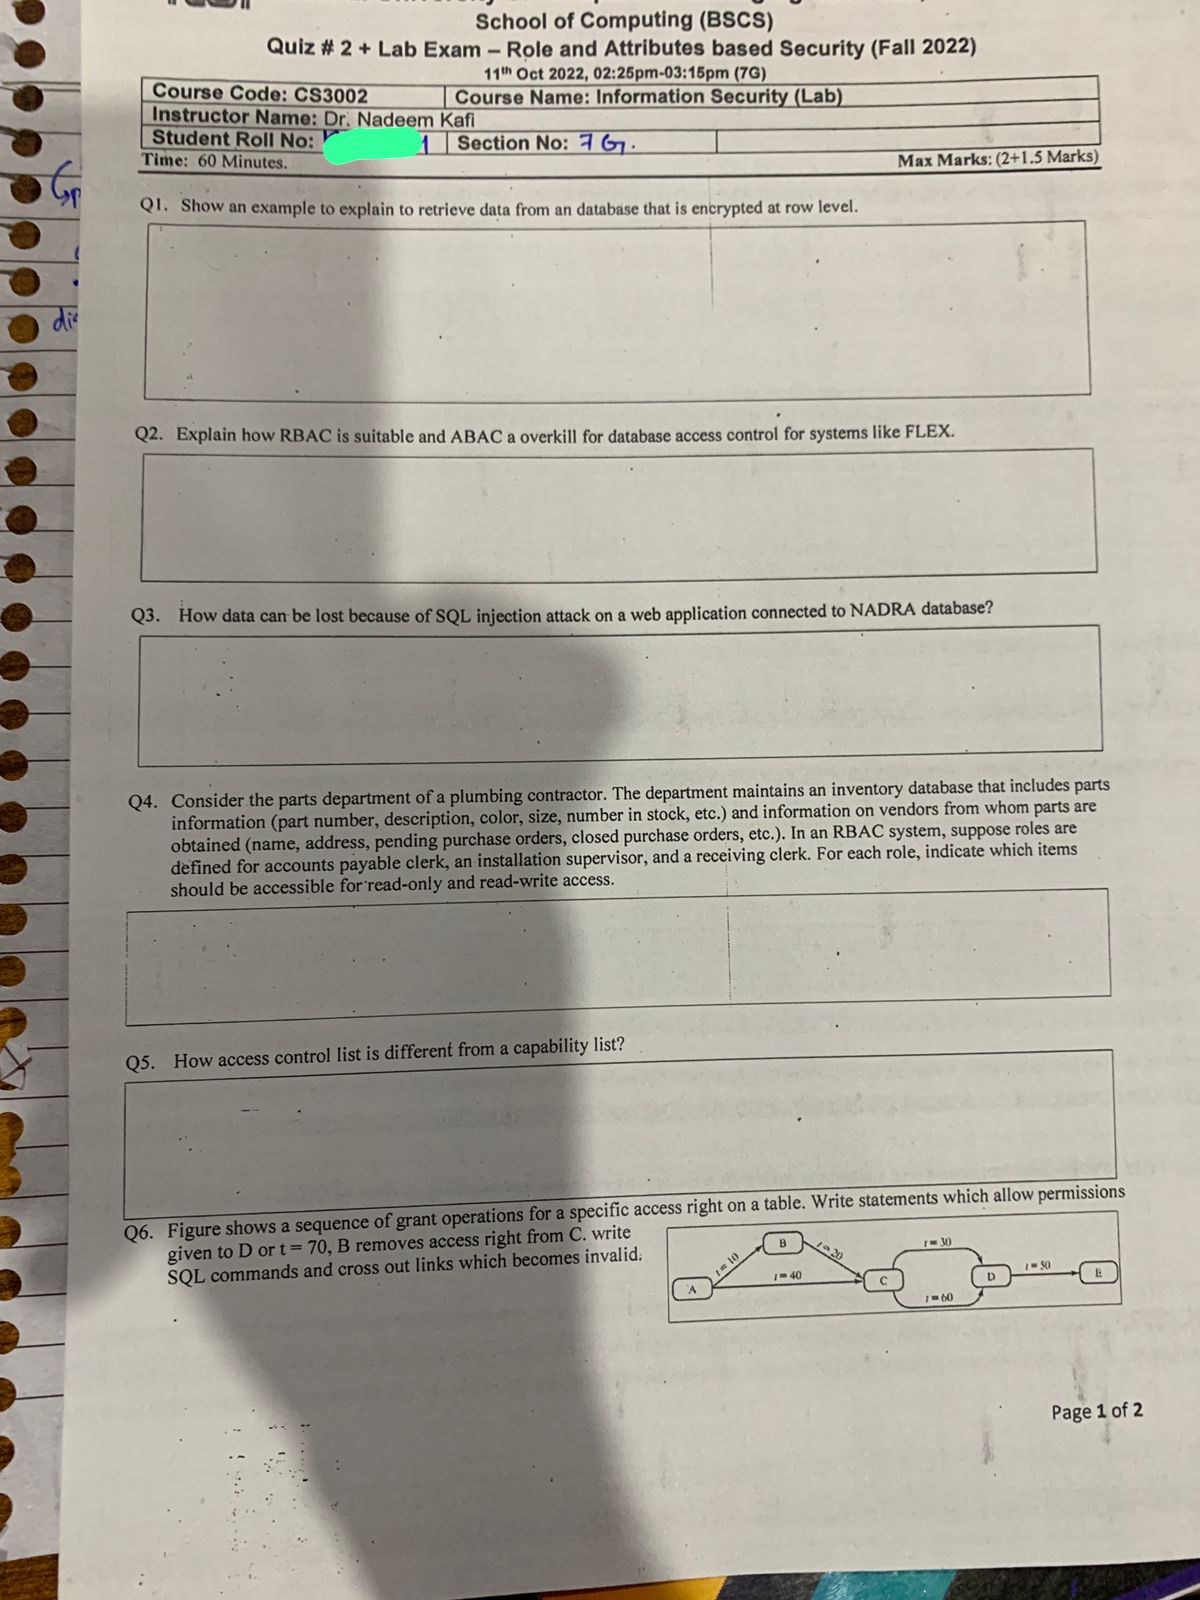 School of Computing (BSCS)
Quiz # 2 + Lab Exam – Role and Attributes based Security (Fall 2022)
11th Oct 2022, 02:25pm-03:15pm (7G)
Course Code: CS3002 Course Name: Information Security (Lab)
Instructor Name: Dr. Nadeem Kafi
Student Roll No: 1 Section No: 7G.
Time: 60 Minutes. Max Marks: (2+1.5 Marks)
Q1. Show an example to explain to retrieve data from an database that is encrypted at row level.
Q2. Explain how RBAC is suitable and ABAC a overkill for database access control for systems like FLEX.
Q3. How data can be lost because of SQL injection attack on a web application connected to NADRA database?
Q4. Consider the parts department of a plumbing contractor. The department maintains an inventory database that includes parts
information (part number, description, color, size, number in stock, etc.) and information on vendors from whom parts are
obtained (name, address, pending purchase orders, closed purchase orders, etc.). In an RBAC system, suppose roles are
defined for accounts payable clerk, an installation supervisor, and a receiving clerk. For each role, indicate which items
should be accessible for read-only and read-write access.
Q5. How access control list is different from a capability list?
Q6. Figure shows a sequence of grant operations for a specific access right on a table. Write statements which allow permissions
given to D or t = 70, B removes access right from C. write
SQL commands and cross out links which becomes invalid.
A
t = 10
B
t = 20
t = 40
C
t = 30
t = 60
D
t = 50
E
Page 1 of 2